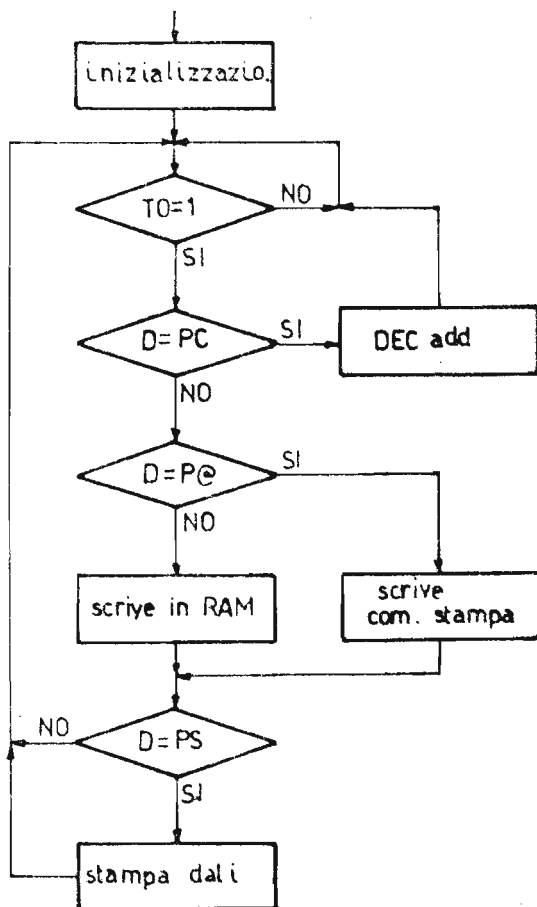 inizializzazio.
T0=1
NO
SI
D=PC
SI
DEC add
NO
D=P@
SI
NO
scrive in RAM
scrive
com. stampa
NO
D=PS
SI
stampa dati